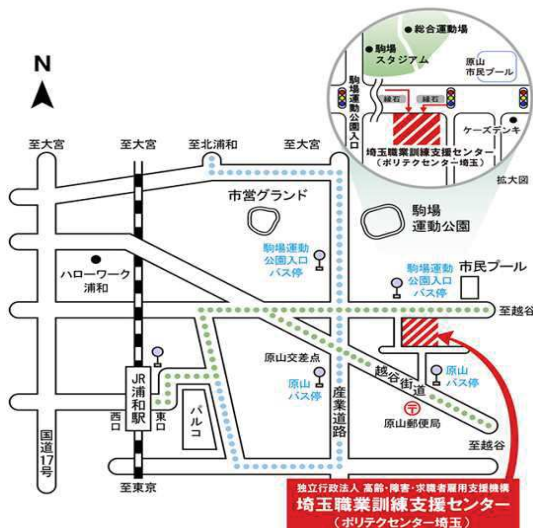 N
総合運動場
駒場
スタジアム
原山
市民プール
駒場運動公園入口
縁石
縁石
ケーズデンキ
埼玉職業訓練支援センター
(ポリテクセンター埼玉)
拡大図
至大宮
至大宮
至北浦和
至大宮
市営グランド
駒場
運動公園
駒場運動
公園入口
バス停
駒場運動
公園入口
バス停
市民プール
ハローワーク
浦和
至越谷
原山交差点
原山
バス停
越谷街道
原山
バス停
JR浦和駅
西口
東口
パルコ
産業道路
原山郵便局
国道17号
至越谷
至東京
独立行政法人 高齢・障害・求職者雇用支援機構
埼玉職業訓練支援センター
(ポリテクセンター埼玉)